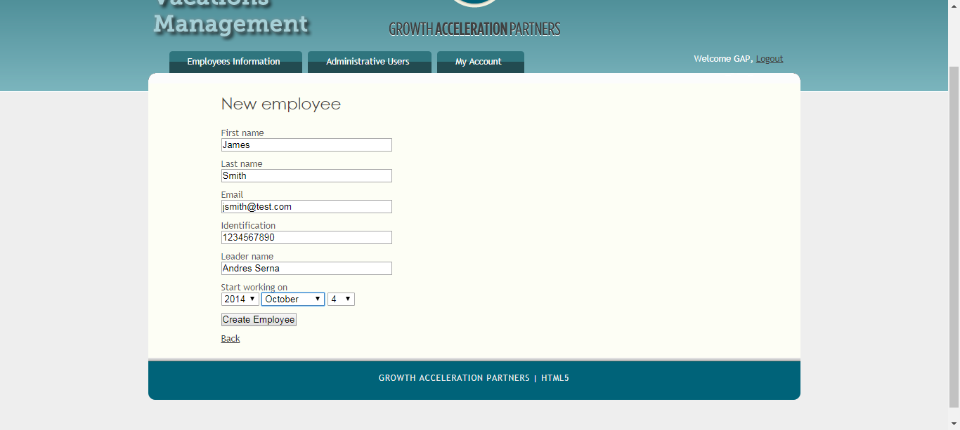 Vacations
Management
GROWTH ACCELERATION PARTNERS
Employees Information Administrative Users My Account
Welcome GAP, Logout
New employee
First name
James
Last name
Smith
Email
jsmith@test.com
Identification
1234567890
Leader name
Andres Serna
Start working on
2014 October 4
Create Employee
Back
GROWTH ACCELERATION PARTNERS | HTML5